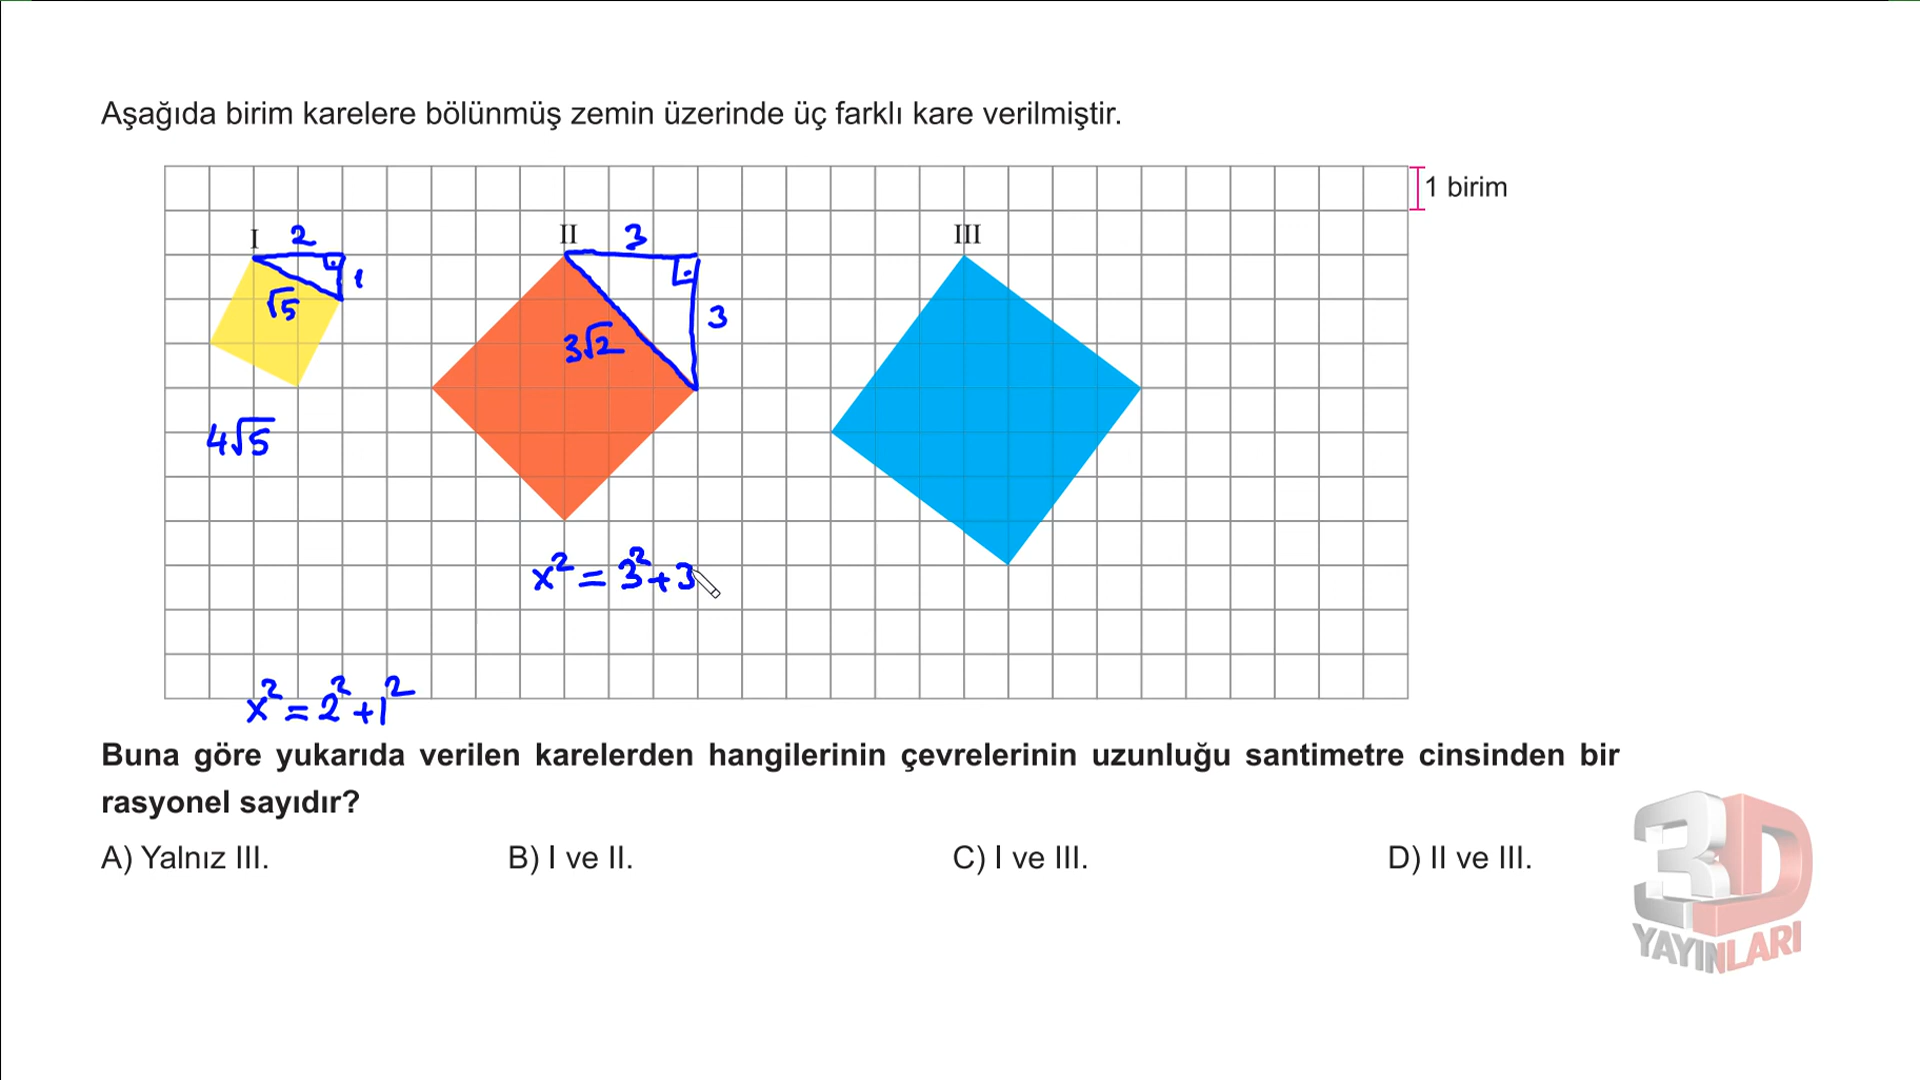 Aşağıda birim karelere bölünmüş zemin üzerinde üç farklı kare verilmiştir.
1 birim
I 2 II 3 III
1
√5
3√2 3
4√5
x² = 3² + 3
x² = 2² + 1²
Buna göre yukarıda verilen karelerden hangilerinin çevrelerinin uzunluğu santimetre cinsinden bir
rasyonel sayıdır?
A) Yalnız III. B) I ve II. C) I ve III. D) II ve III.
3D
YAYINLARI